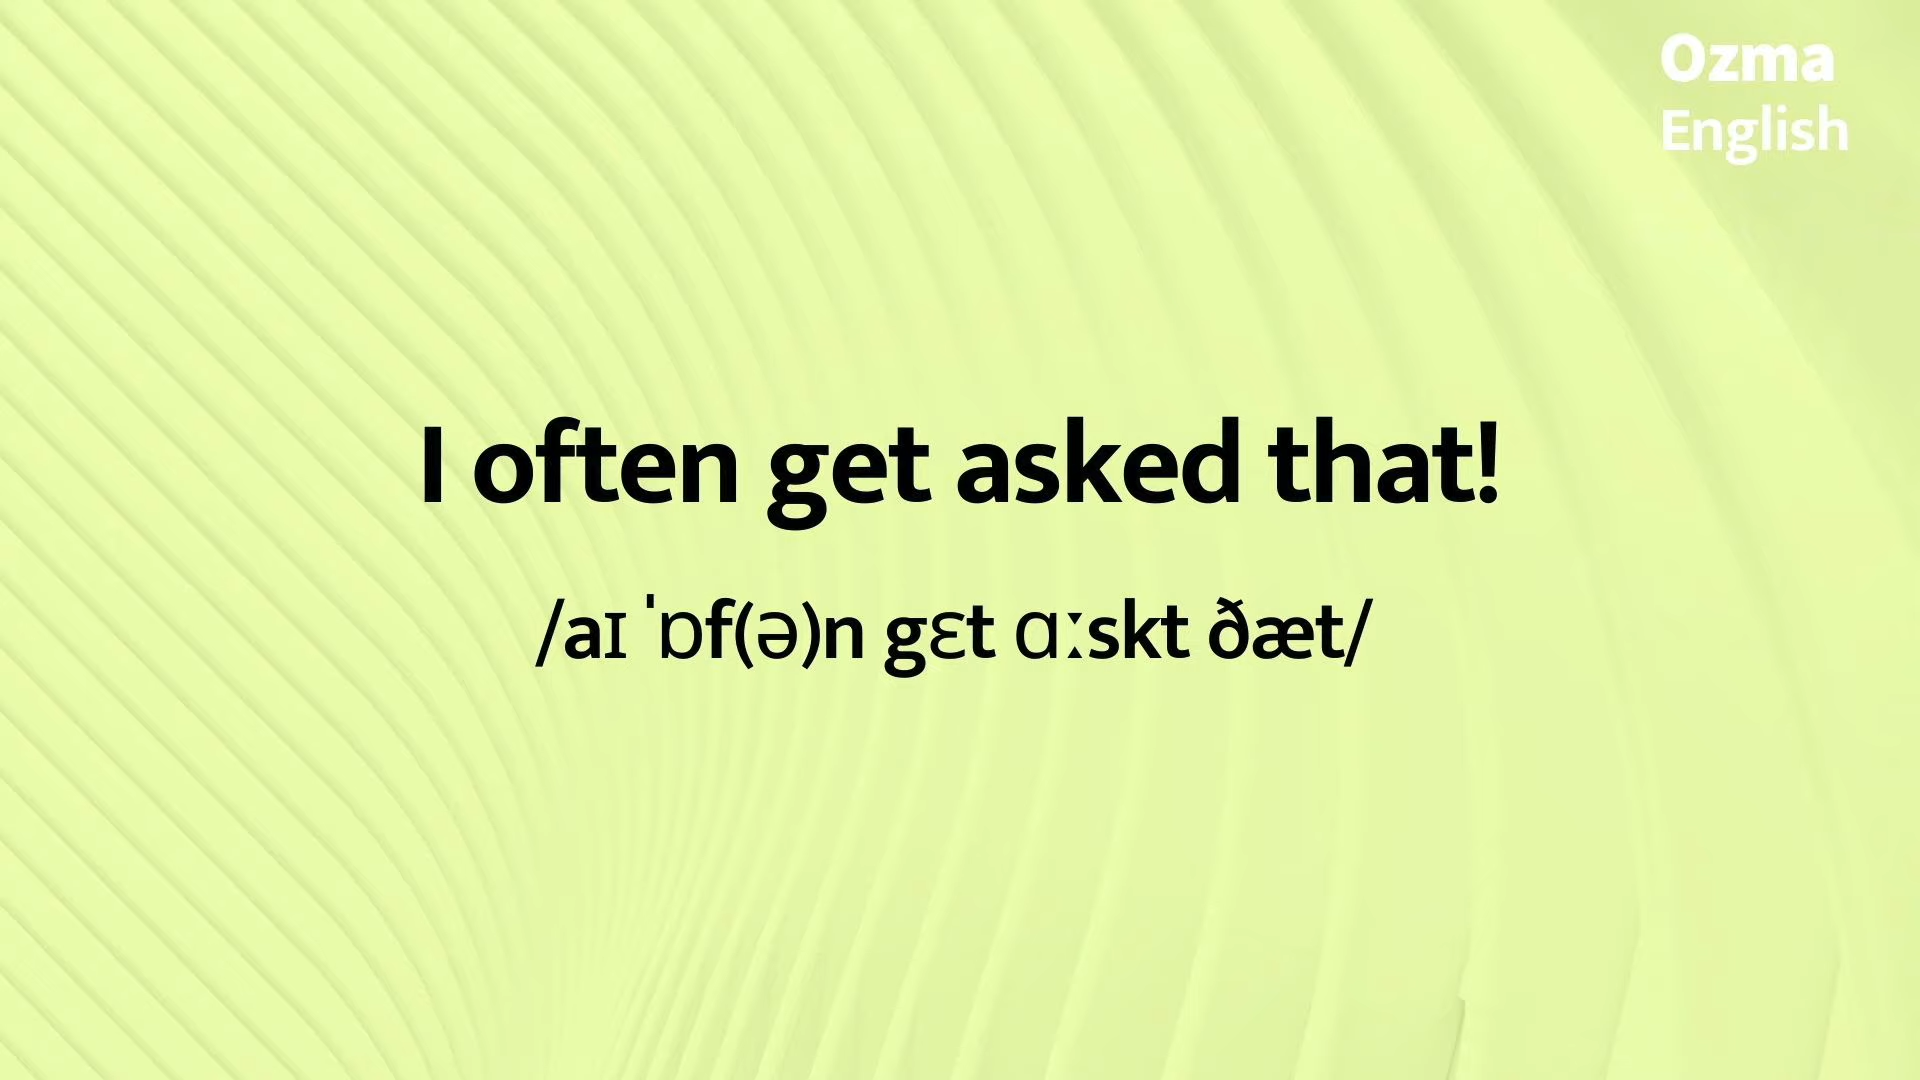 Ozma
English
I often get asked that!
/aɪ ˈɒf(ə)n gɛt ɑːskt ðæt/